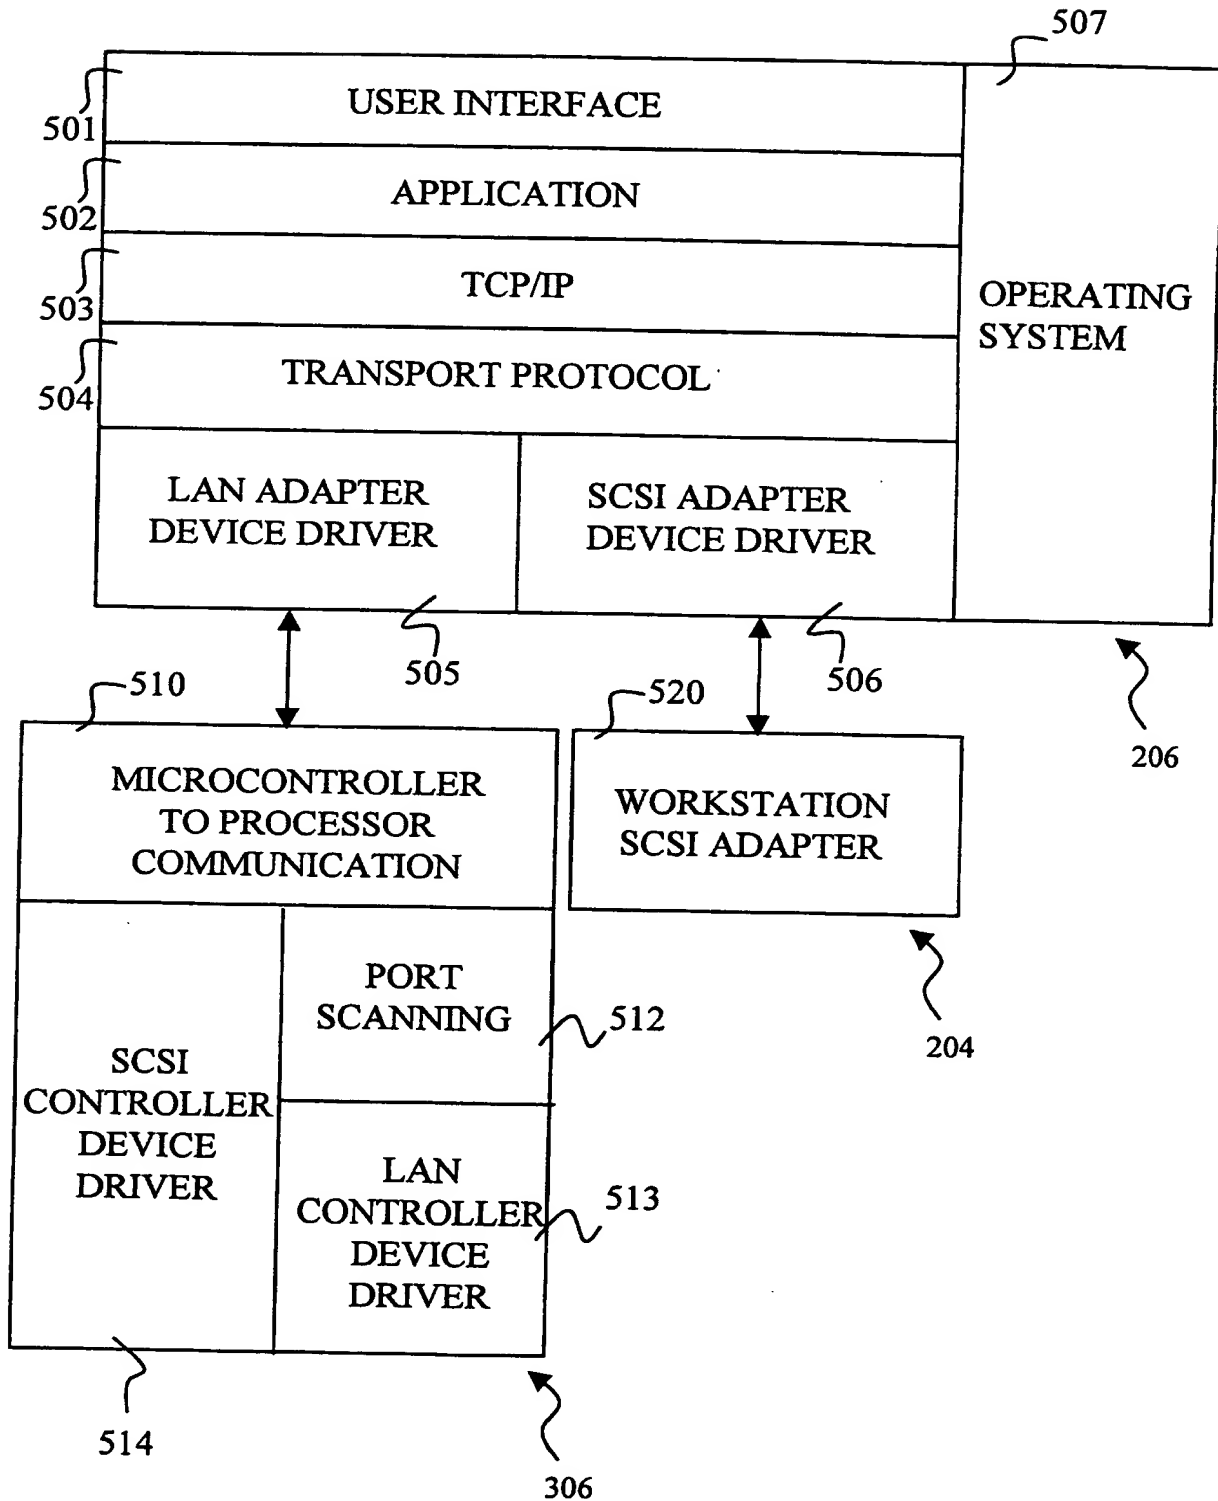 507
USER INTERFACE
501
APPLICATION
502
TCP/IP
503
OPERATING
SYSTEM
TRANSPORT PROTOCOL
504
LAN ADAPTER
DEVICE DRIVER
SCSI ADAPTER
DEVICE DRIVER
505
506
510
520
206
MICROCONTROLLER
TO PROCESSOR
COMMUNICATION
WORKSTATION
SCSI ADAPTER
PORT
SCANNING
512
204
SCSI
CONTROLLER
DEVICE
DRIVER
LAN
CONTROLLER
DEVICE
DRIVER
513
514
306